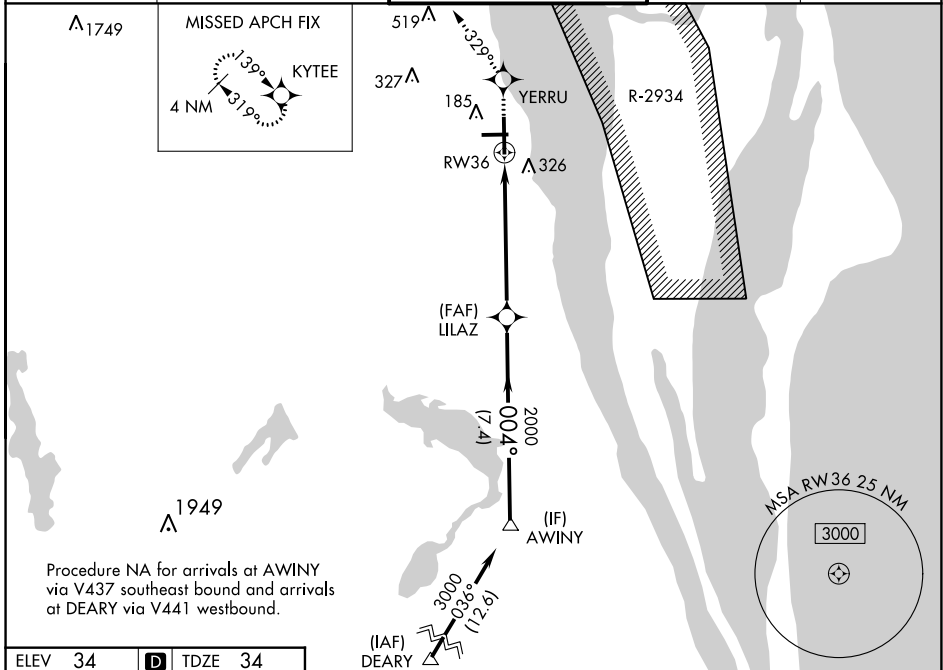 1749
MISSED APCH FIX
139°
KYTEE
4 NM
319°
519
329°
327
YERRU
185
R-2934
RW36
326
(FAF)
LILAZ
2000
004°
(7.4)
1949
(IF)
AWINY
MSA RW36 25 NM
3000
Procedure NA for arrivals at AWINY
via V437 southeast bound and arrivals
at DEARY via V441 westbound.
3000
036°
(12.6)
(IAF)
DEARY
ELEV 34 D TDZE 34